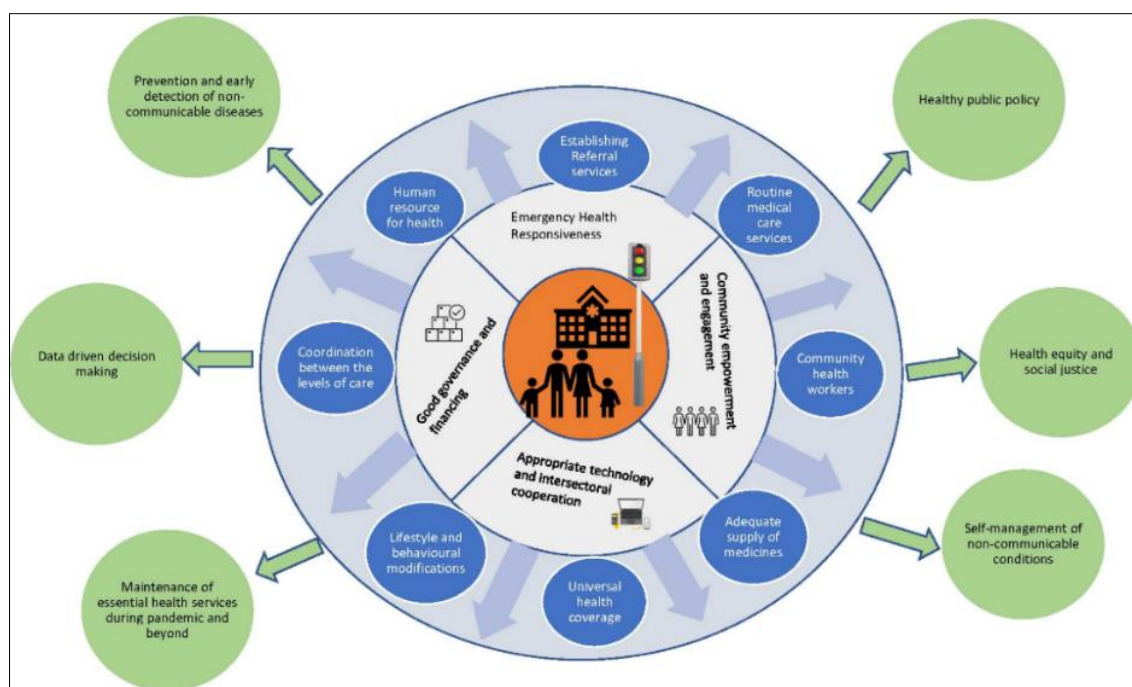 Prevention and early
detection of non-
communicable diseases
Healthy public policy
Establishing
Referral
services
Human
resource
for health
Routine
medical
care
services
Emergency Health
Responsiveness
Community empowerment
and engagement
Good governance and
financing
Data driven decision
making
Coordination
between the
levels of care
Community
health
workers
Health equity and
social justice
Appropriate technology
and intersectoral
cooperation
Lifestyle and
behavioural
modifications
Adequate
supply of
medicines
Universal
health
coverage
Self-management of
non-communicable
conditions
Maintenance of
essential health services
during pandemic and
beyond